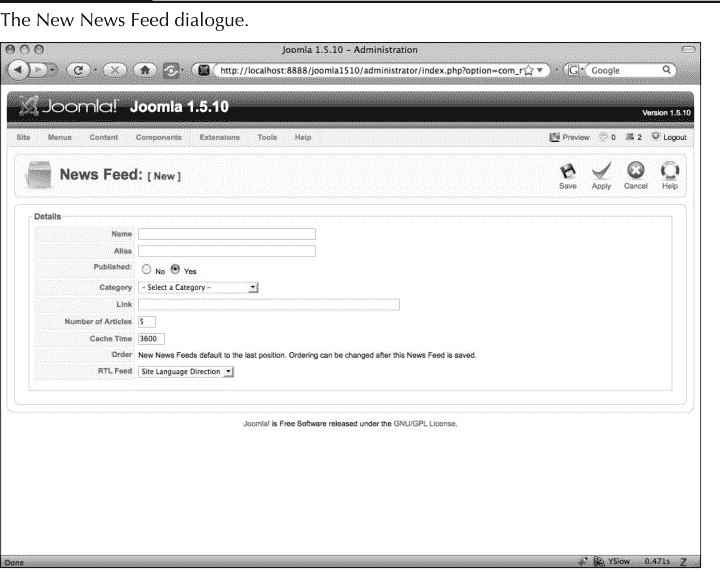 The New News Feed dialogue.
Joomla 1.5.10 – Administration
http://localhost:8888/joomla1510/administrator/index.php?option=com_n
Google
Joomla! Joomla 1.5.10
Version 1.5.10
Site Menus Content Components Extensions Tools Help
Preview 0 2 Logout
News Feed: [ New ]
Save Apply Cancel Help
Details
Name
Alias
Published: No Yes
Category - Select a Category -
Link
Number of Articles 5
Cache Time 3600
Order New News Feeds default to the last position. Ordering can be changed after this News Feed is saved.
RTL Feed Site Language Direction
Joomla! is Free Software released under the GNU/GPL License.
Done
YSlow 0.471s